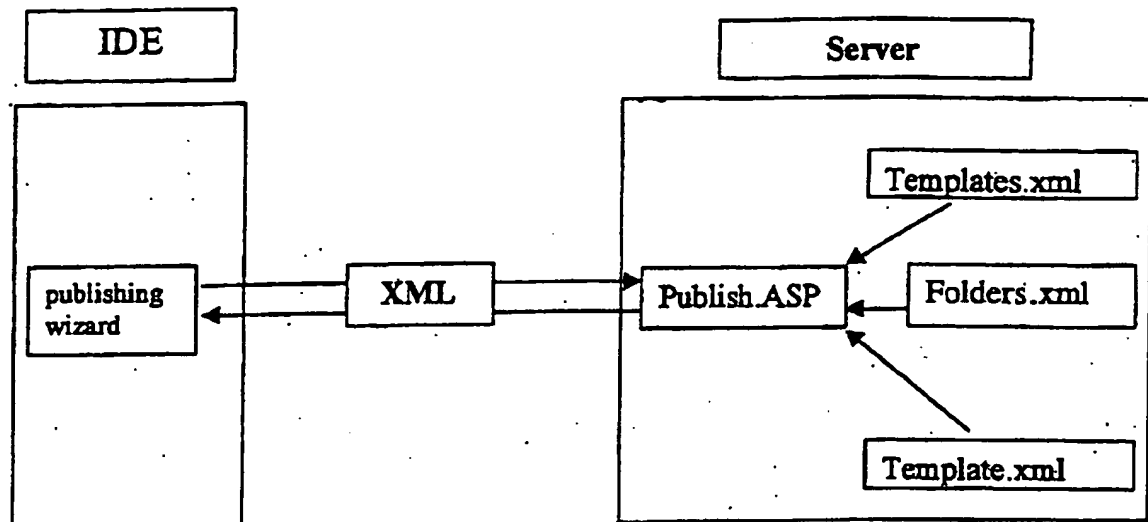 IDE
Server
Templates.xml
publishing
wizard
XML
Publish.ASP
Folders.xml
Template.xml